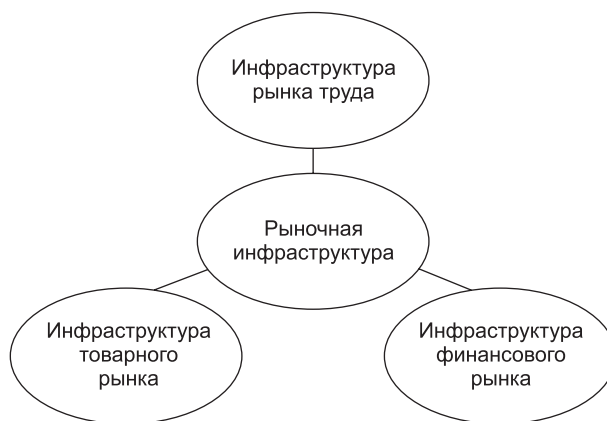 Инфраструктура
рынка труда
Рыночная
инфраструктура
Инфраструктура
товарного
рынка
Инфраструктура
финансового
рынка